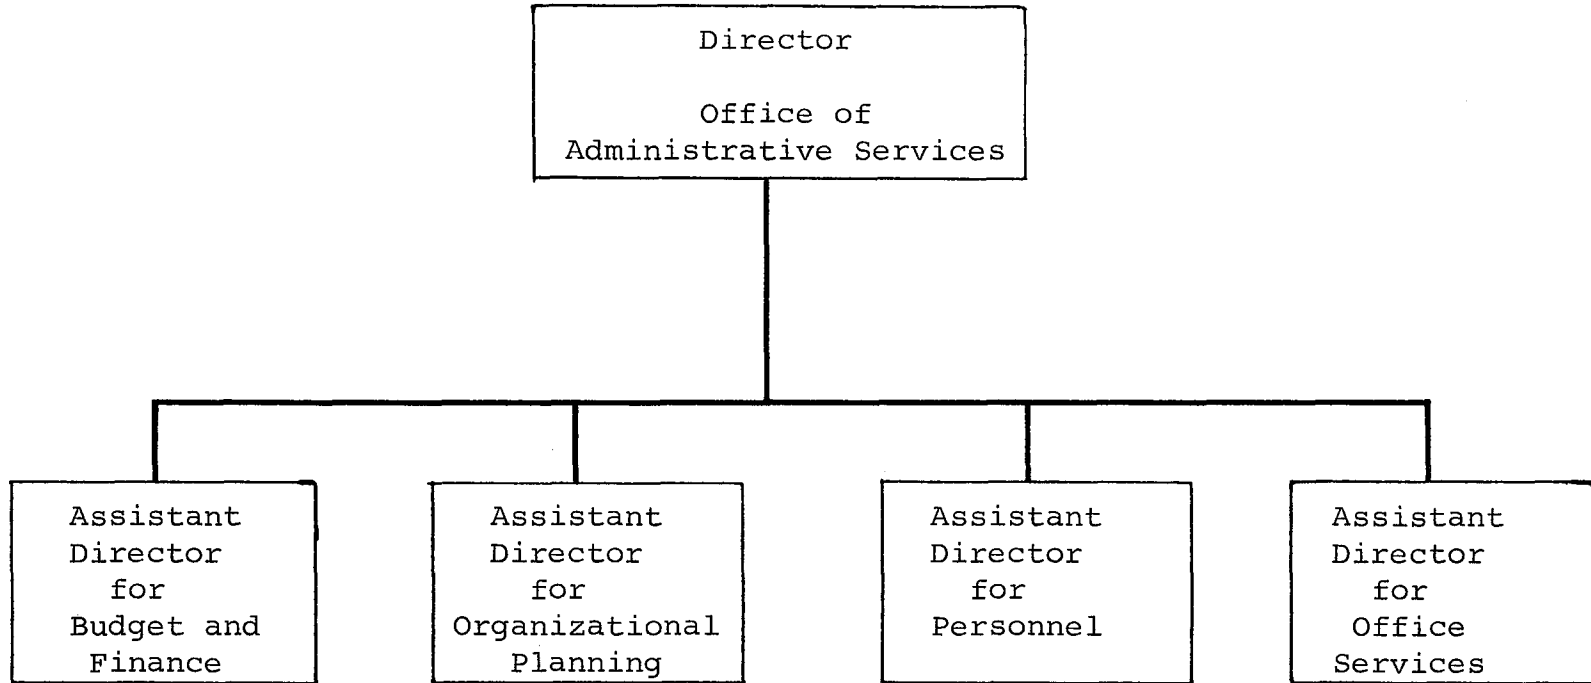 Director
Office of
Administrative Services
Assistant
Director
for
Budget and
Finance
Assistant
Director
for
Organizational
Planning
Assistant
Director
for
Personnel
Assistant
Director
for
Office
Services